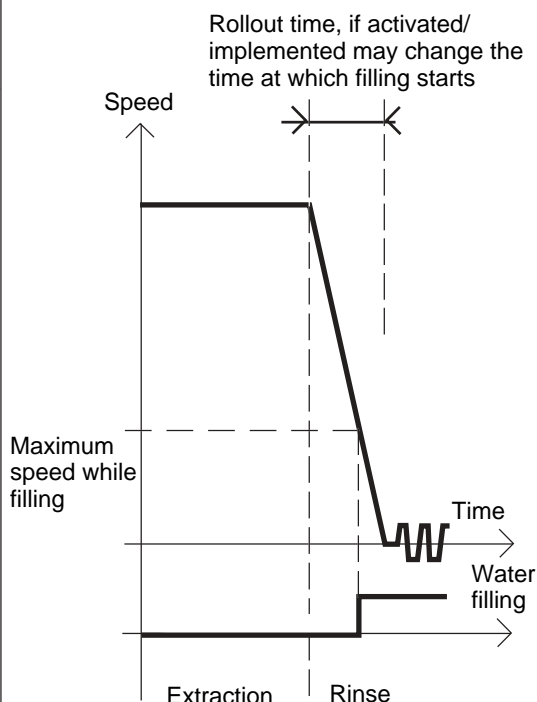 Rollout time, if activated/
implemented may change the
time at which filling starts
Speed
Maximum
speed while
filling
Time
Water
filling
Extraction
Rinse